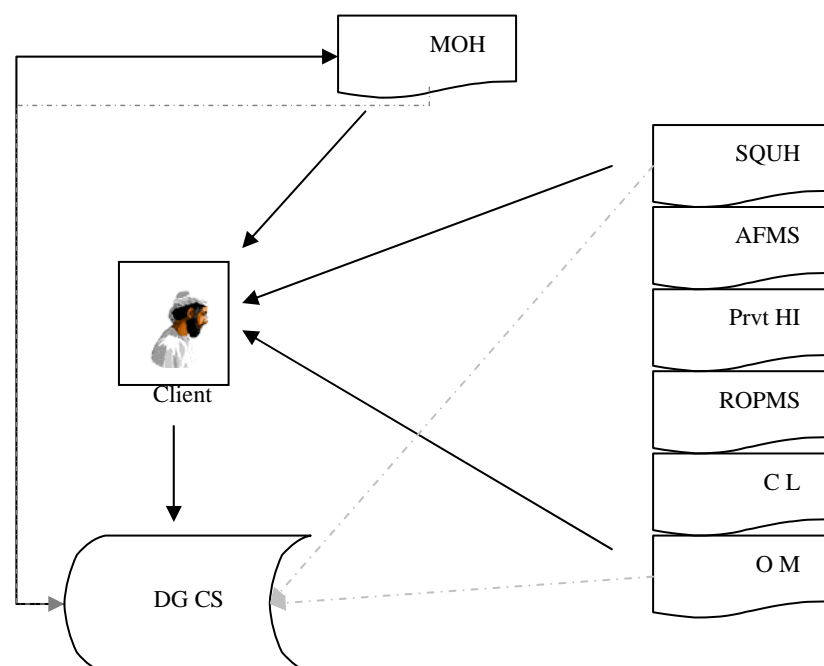 MOH
SQUH
AFMS
Prvt HI
ROPMS
C L
O M
Client
DG CS